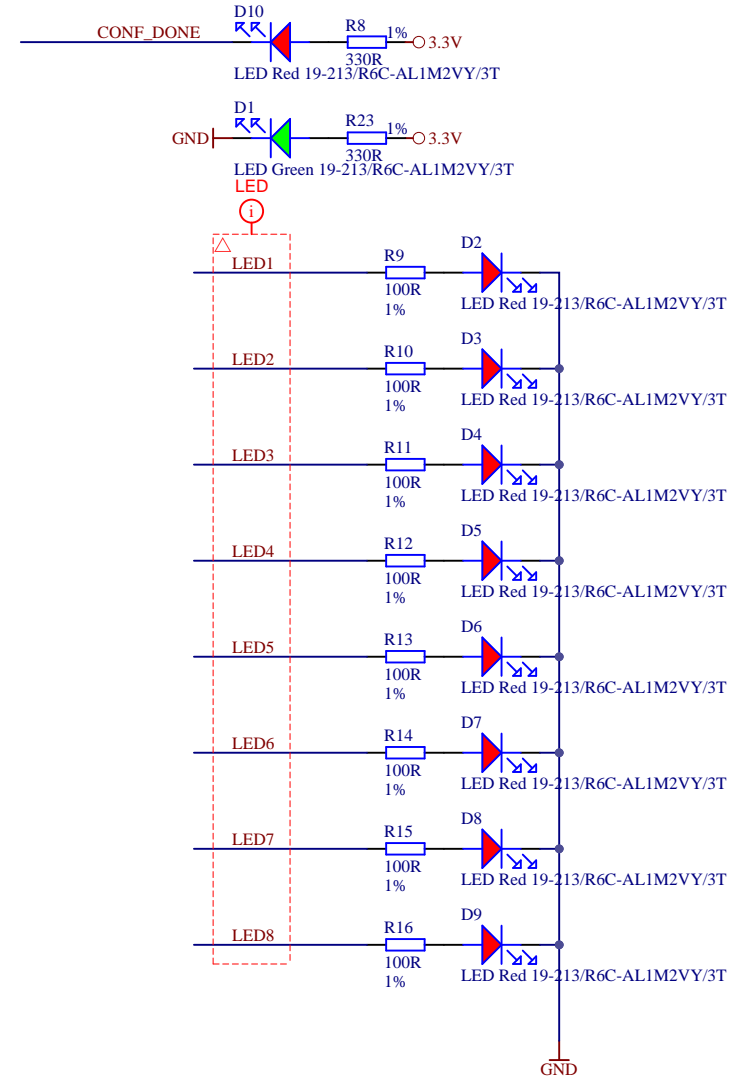 D10
CONF_DONE
R8
1%
3.3V
330R
LED Red 19-213/R6C-AL1M2VY/3T
D1
GND
R23
1%
3.3V
330R
LED Green 19-213/R6C-AL1M2VY/3T
LED
i
LED1
R9
100R
1%
D2
LED Red 19-213/R6C-AL1M2VY/3T
LED2
R10
100R
1%
D3
LED Red 19-213/R6C-AL1M2VY/3T
LED3
R11
100R
1%
D4
LED Red 19-213/R6C-AL1M2VY/3T
LED4
R12
100R
1%
D5
LED Red 19-213/R6C-AL1M2VY/3T
LED5
R13
100R
1%
D6
LED Red 19-213/R6C-AL1M2VY/3T
LED6
R14
100R
1%
D7
LED Red 19-213/R6C-AL1M2VY/3T
LED7
R15
100R
1%
D8
LED Red 19-213/R6C-AL1M2VY/3T
LED8
R16
100R
1%
D9
LED Red 19-213/R6C-AL1M2VY/3T
GND